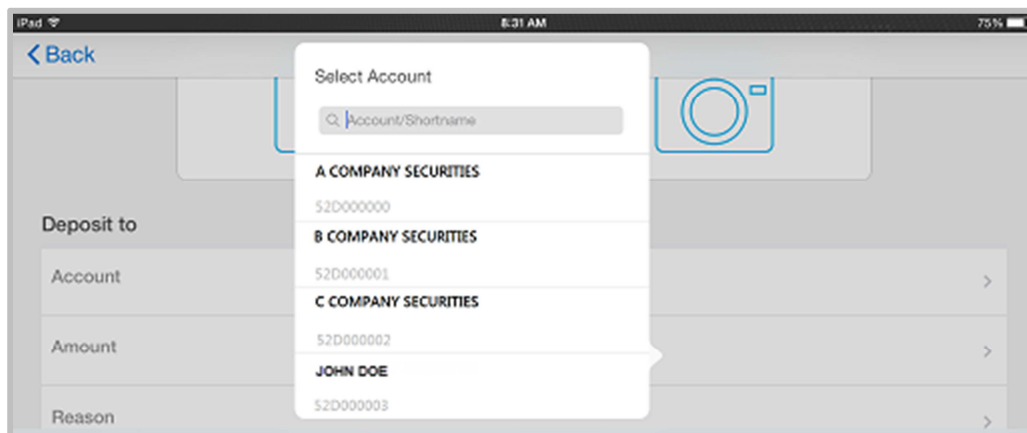 iPad 8:31 AM 75%
Back
Select Account
Account/Shortname
A COMPANY SECURITIES
52D000000
Deposit to
B COMPANY SECURITIES
52D000001
Account
C COMPANY SECURITIES
52D000002
Amount
JOHN DOE
52D000003
Reason